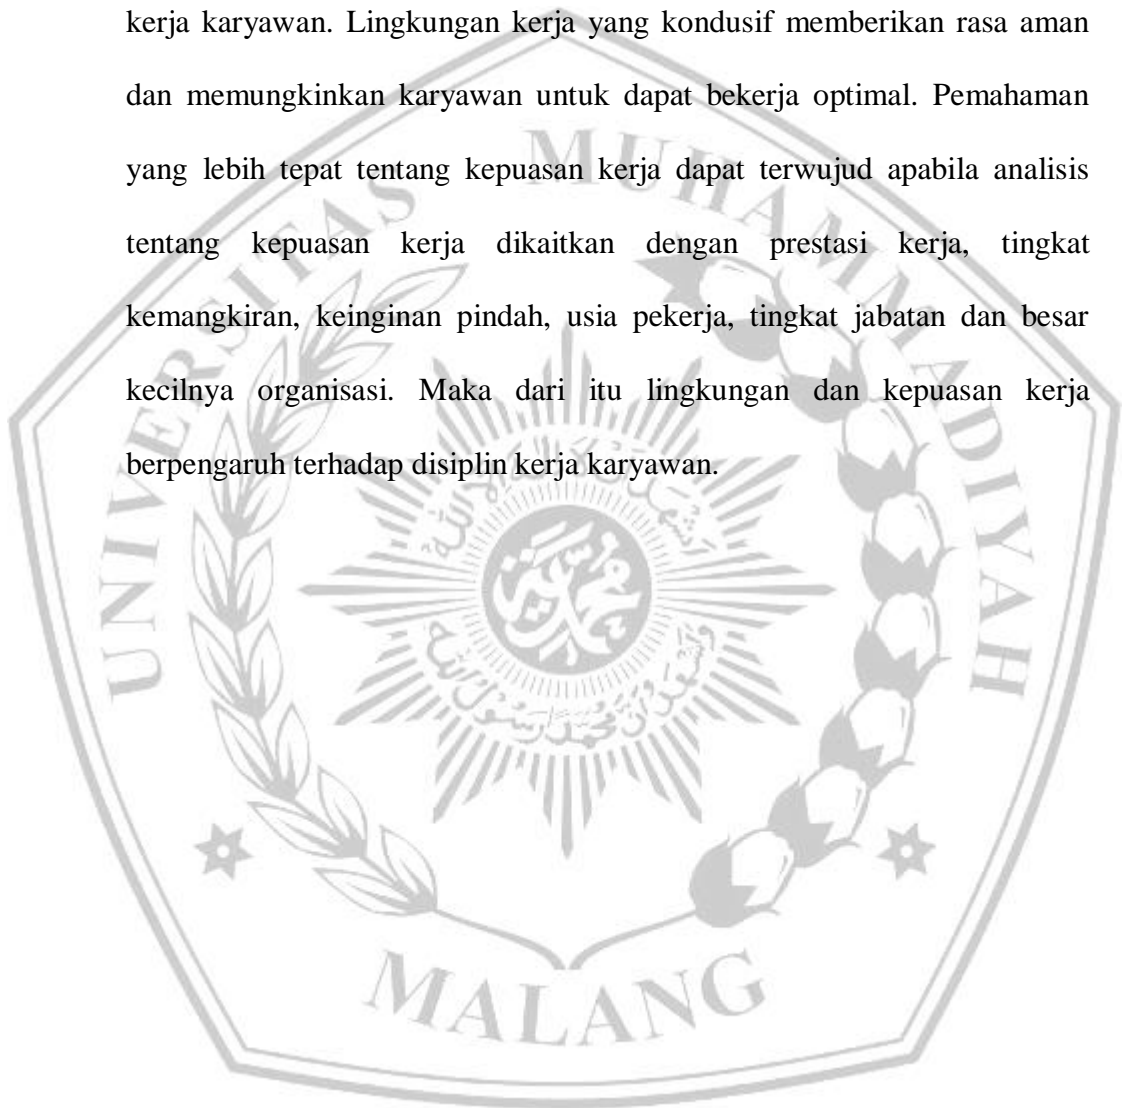 kerja karyawan. Lingkungan kerja yang kondusif memberikan rasa aman
dan memungkinkan karyawan untuk dapat bekerja optimal. Pemahaman
yang lebih tepat tentang kepuasan kerja dapat terwujud apabila analisis
tentang kepuasan kerja dikaitkan dengan prestasi kerja, tingkat
kemangkiran, keinginan pindah, usia pekerja, tingkat jabatan dan besar
kecilnya organisasi. Maka dari itu lingkungan dan kepuasan kerja
berpengaruh terhadap disiplin kerja karyawan.
UNIVERSITAS MUHAMMADIYAH
MALANG